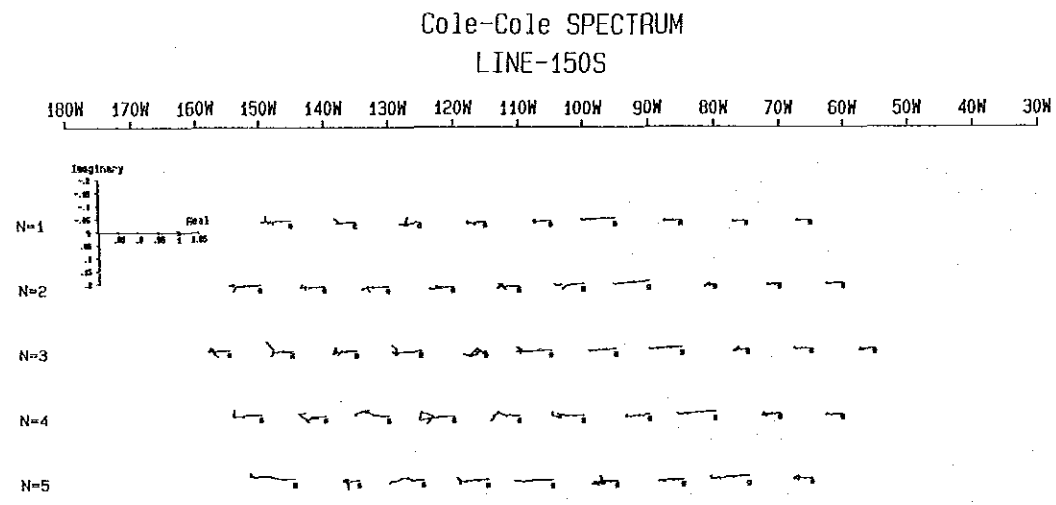 Cole-Cole SPECTRUM
LINE-150S
180W 170W 160W 150W 140W 130W 120W 110W 100W 90W 80W 70W 60W 50W 40W 30W
Imaginary
Real
N=1
N=2
N=3
N=4
N=5